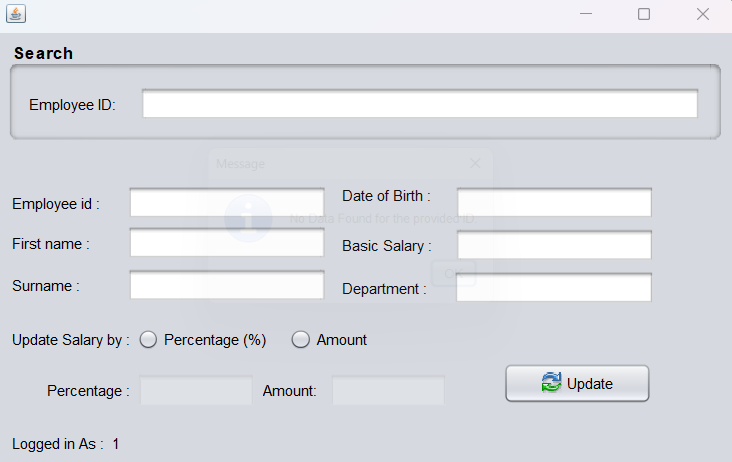 Search
Employee ID:
Message
Employee id :
Date of Birth :
No Data Found for the provided ID.
First name :
Basic Salary :
Surname :
Department :
Update Salary by : Percentage (%) Amount
Percentage : Amount: Update
Logged in As : 1